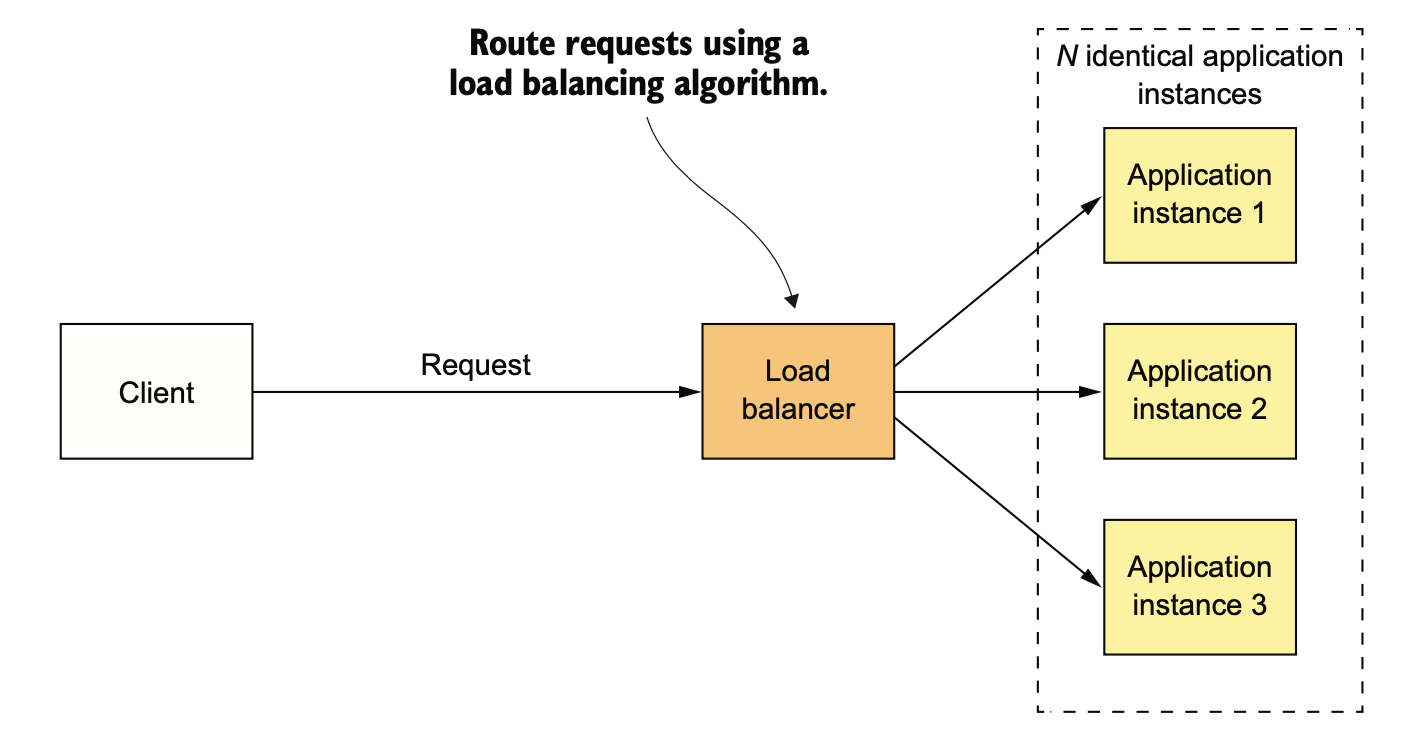 Route requests using a
load balancing algorithm.
N identical application
instances
Application
instance 1
Client
Request
Load
balancer
Application
instance 2
Application
instance 3